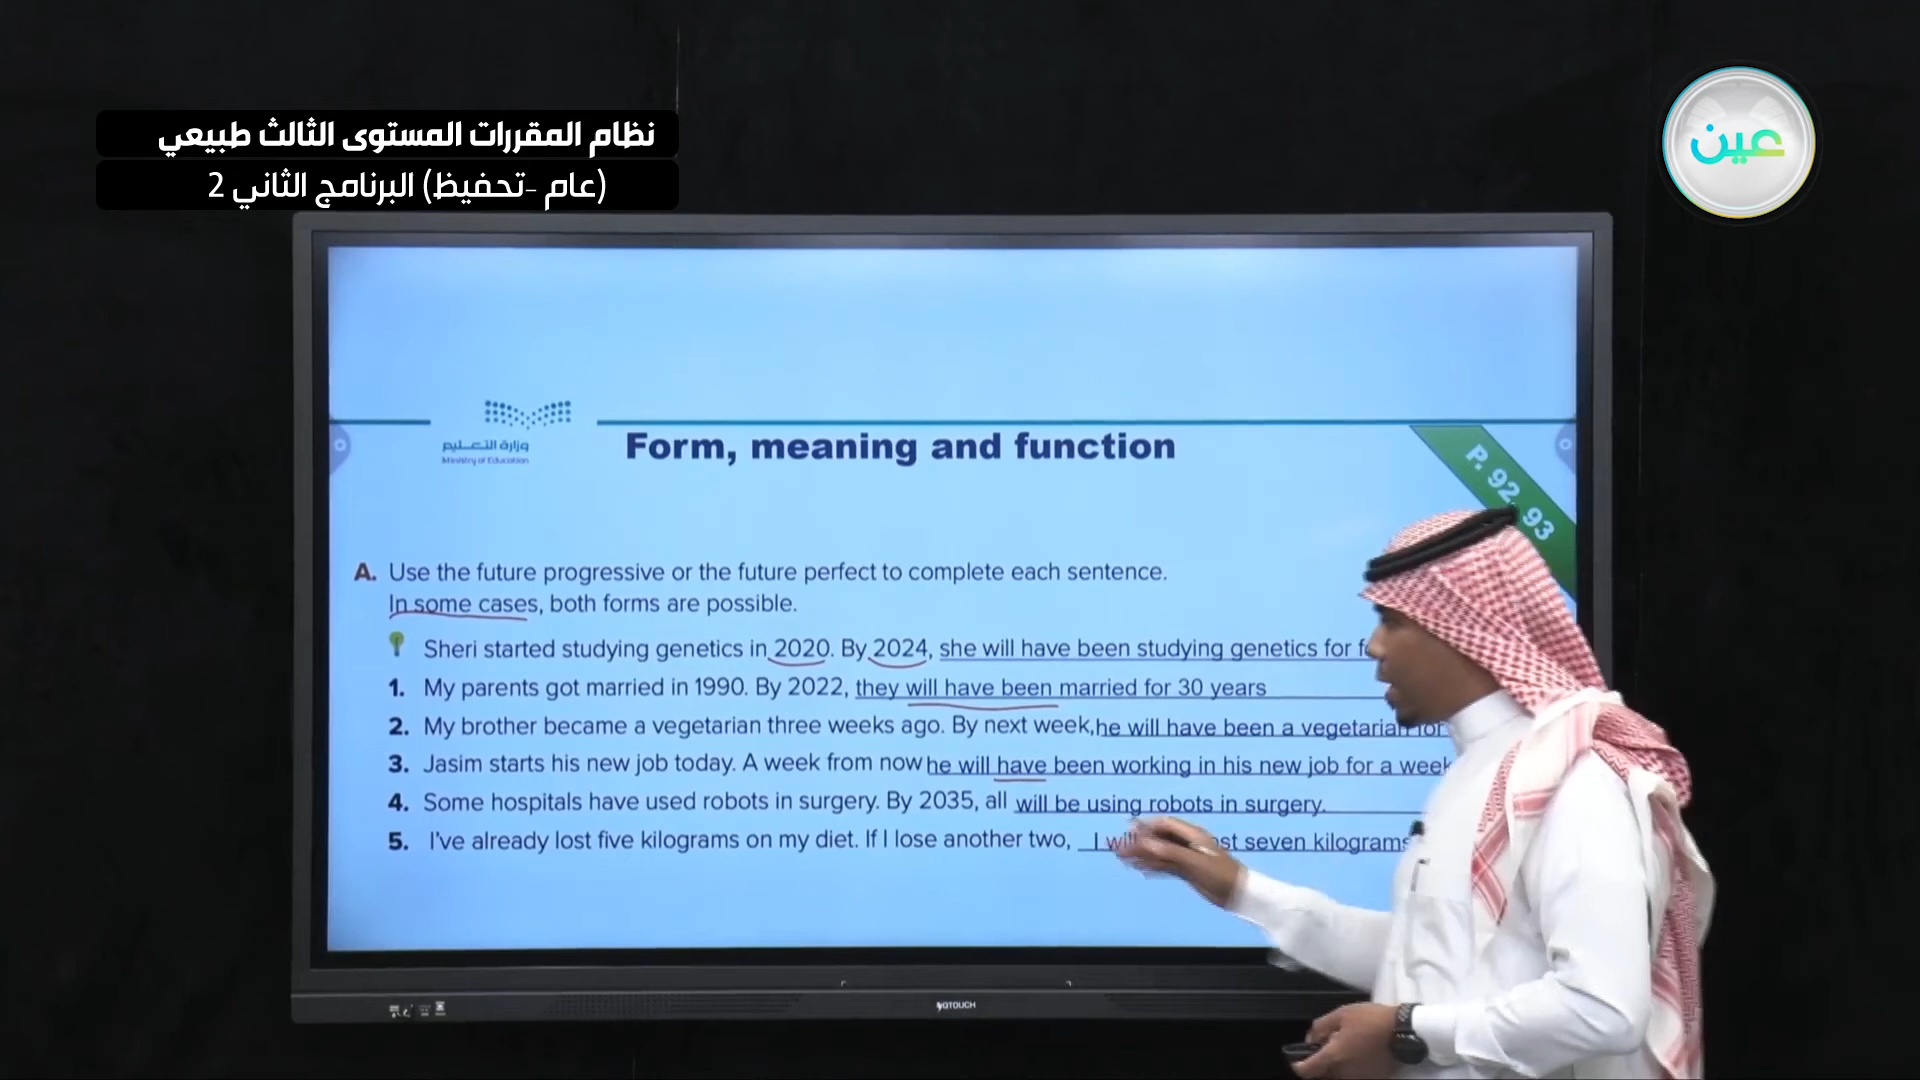 نظام المقررات المستوى الثالث طبيعي
(عام -تحفيظ) البرنامج الثاني 2
عين
وزارة التعليم
Ministry of Education
Form, meaning and function
P. 92, 93
A. Use the future progressive or the future perfect to complete each sentence.
In some cases, both forms are possible.
Sheri started studying genetics in 2020. By 2024, she will have been studying genetics for
1. My parents got married in 1990. By 2022, they will have been married for 30 years
2. My brother became a vegetarian three weeks ago. By next week, he will have been a vegetarian for
3. Jasim starts his new job today. A week from now he will have been working in his new job for a week
4. Some hospitals have used robots in surgery. By 2035, all will be using robots in surgery.
5. I've already lost five kilograms on my diet. If I lose another two, I will seven kilograms